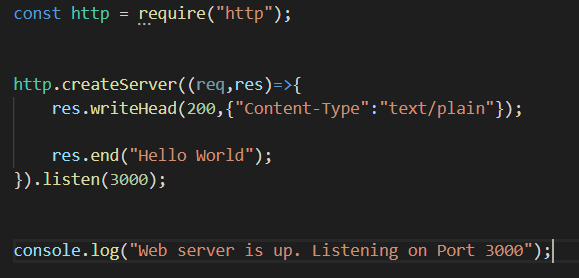 const http = require("http");
http.createServer((req,res)=>{
res.writeHead(200,{"Content-Type":"text/plain"});
res.end("Hello World");
}).listen(3000);
console.log("Web server is up. Listening on Port 3000");